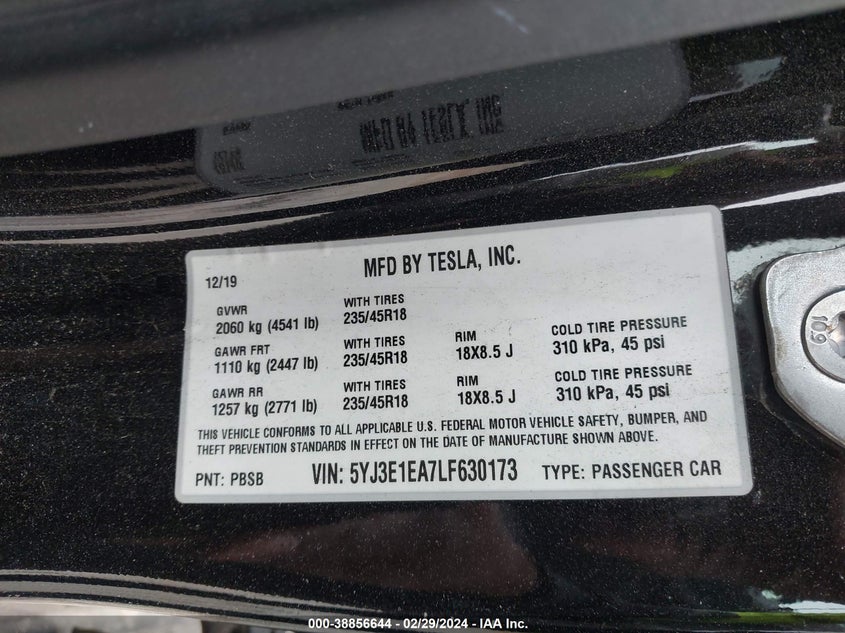 MFD BY TESLA, INC.
12/19
GVWR
2060 kg (4541 lb)
WITH TIRES
235/45R18
GAWR FRT
1110 kg (2447 lb)
WITH TIRES
235/45R18
RIM
18X8.5 J
COLD TIRE PRESSURE
310 kPa, 45 psi
GAWR RR
1257 kg (2771 lb)
WITH TIRES
235/45R18
RIM
18X8.5 J
COLD TIRE PRESSURE
310 kPa, 45 psi
THIS VEHICLE CONFORMS TO ALL APPLICABLE U.S. FEDERAL MOTOR VEHICLE SAFETY, BUMPER, AND
THEFT PREVENTION STANDARDS IN EFFECT ON THE DATE OF MANUFACTURE SHOWN ABOVE.
PNT: PBSB
VIN: 5YJ3E1EA7LF630173
TYPE: PASSENGER CAR
000-38856644 - 02/29/2024 - IAA Inc.